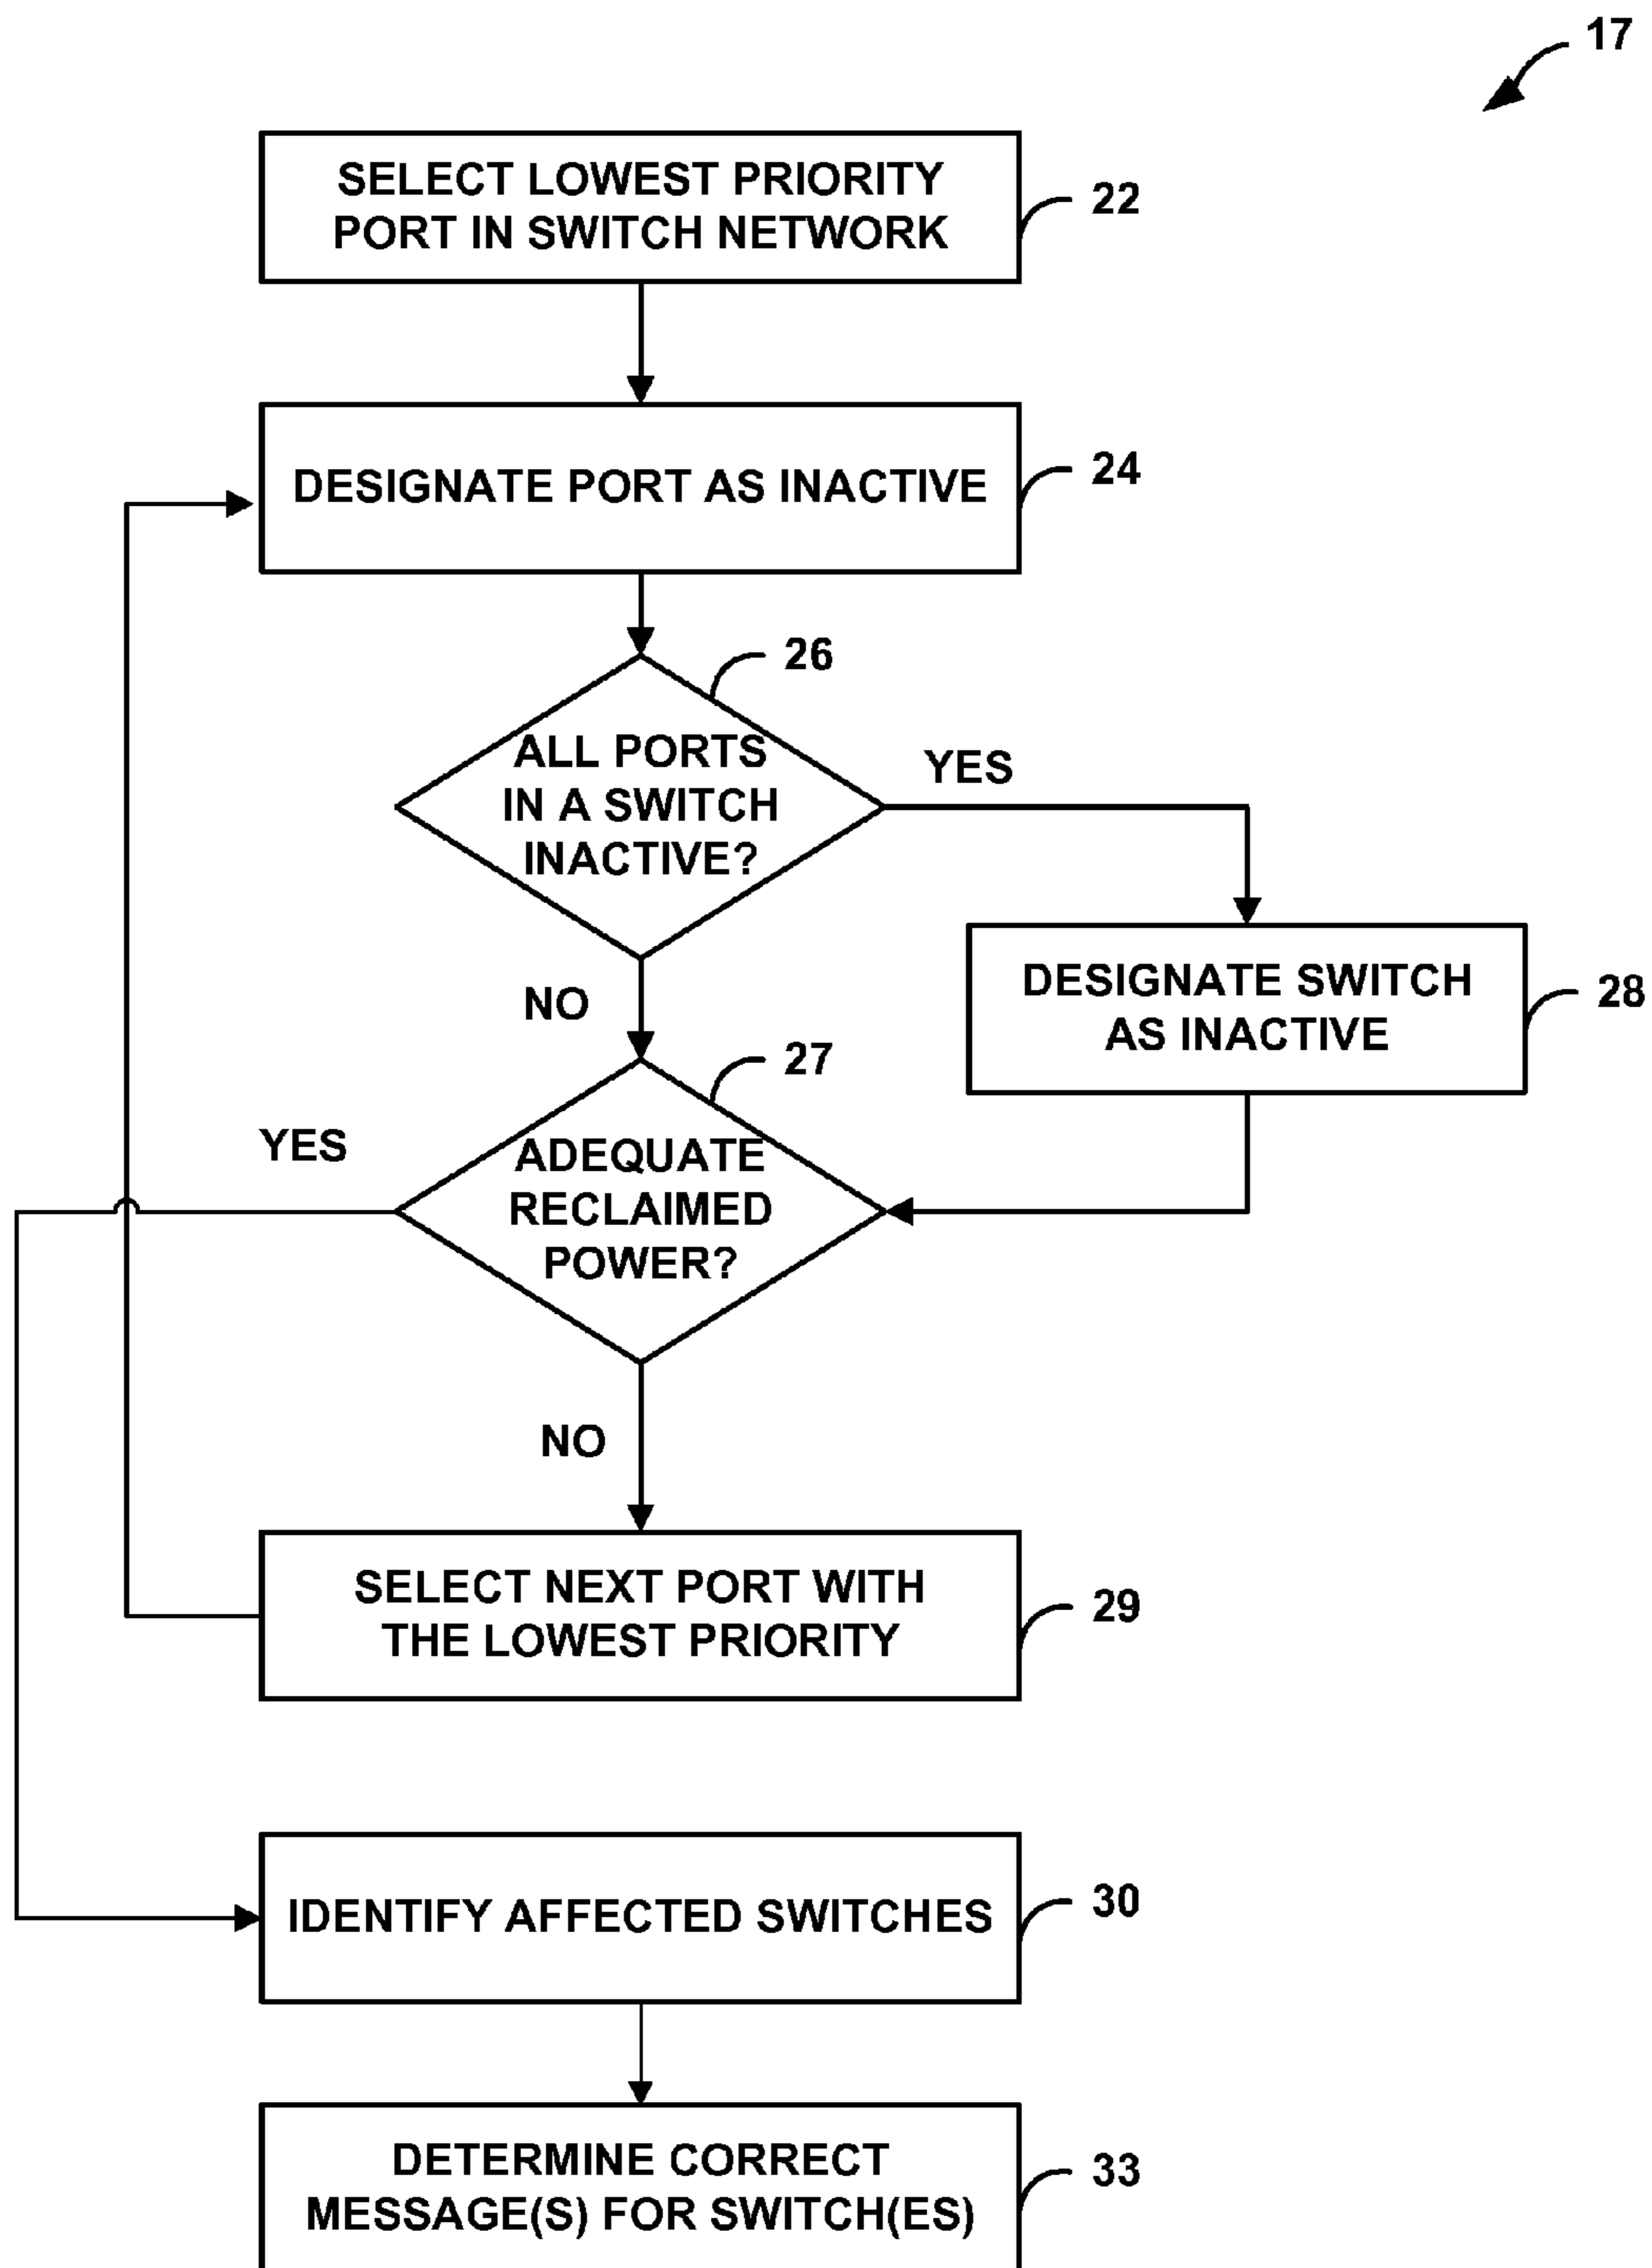 17
SELECT LOWEST PRIORITY
PORT IN SWITCH NETWORK
22
DESIGNATE PORT AS INACTIVE
24
26
ALL PORTS
IN A SWITCH
INACTIVE?
YES
DESIGNATE SWITCH
AS INACTIVE
28
NO
27
YES
ADEQUATE
RECLAIMED
POWER?
NO
SELECT NEXT PORT WITH
THE LOWEST PRIORITY
29
IDENTIFY AFFECTED SWITCHES
30
DETERMINE CORRECT
MESSAGE(S) FOR SWITCH(ES)
33